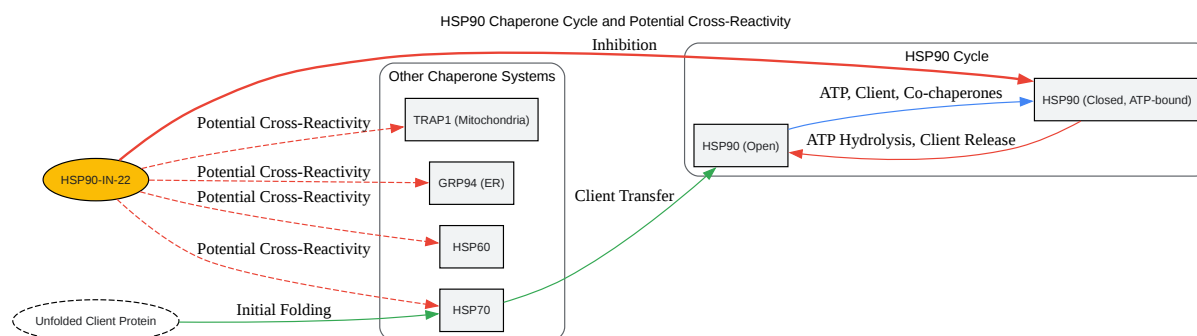 HSP90 Chaperone Cycle and Potential Cross-Reactivity
Inhibition
HSP90 Cycle
Other Chaperone Systems
ATP, Client, Co-chaperones
HSP90 (Closed, ATP-bound)
Potential Cross-Reactivity
TRAP1 (Mitochondria)
HSP90 (Open)
ATP Hydrolysis, Client Release
HSP90-IN-22
Potential Cross-Reactivity
GRP94 (ER)
Potential Cross-Reactivity
Client Transfer
Potential Cross-Reactivity
HSP60
Unfolded Client Protein
Initial Folding
HSP70